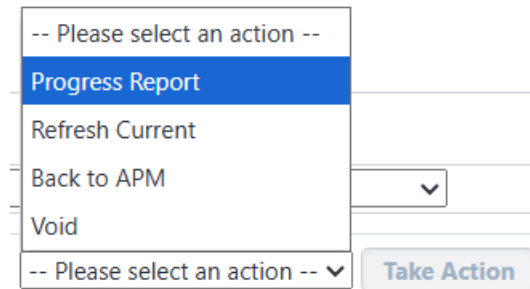 -- Please select an action --
Progress Report
Refresh Current
Back to APM
Void
-- Please select an action --
Take Action